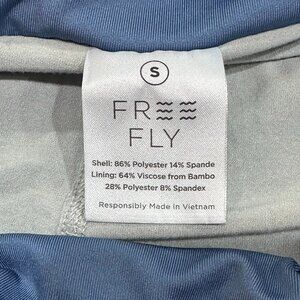 S
FREE
FLY
Shell: 86% Polyester 14% Spande
Lining: 64% Viscose from Bambo
28% Polyester 8% Spandex
Responsibly Made in Vietnam